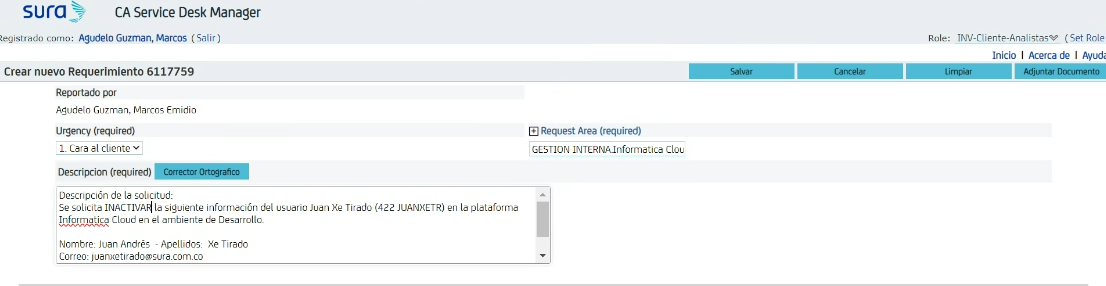 sura CA Service Desk Manager
Registrado como: Agudelo Guzman, Marcos (Salir) Role: INV-Cliente-Analistas (Set Role
Inicio | Acerca de | Ayuda
Crear nuevo Requerimiento 6117759 Salvar Cancelar Limpiar Adjuntar Documento
Reportado por
Agudelo Guzman, Marcos Emidio
Urgency (required) Request Area (required)
1. Cara al cliente GESTION INTERNA.Informatica Clou
Descripcion (required) Corrector Ortografico
Descripción de la solicitud:
Se solicita INACTIVAR la siguiente información del usuario Juan Xe Tirado (422 JUANXETR) en la plataforma
Informatica Cloud en el ambiente de Desarrollo.
Nombre: Juan Andrés - Apellidos: Xe Tirado
Correo: juanxetirado@sura.com.co